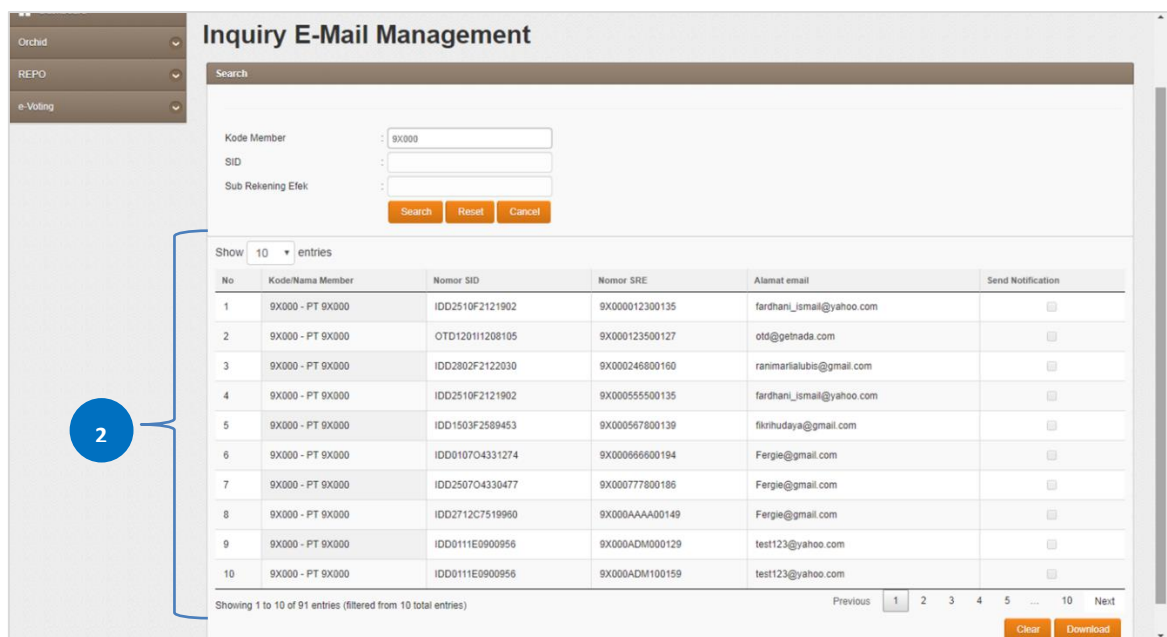 Orchid
REPO
e-Voting
Inquiry E-Mail Management
Search
Kode Member : 9X000
SID :
Sub Rekening Efek :
Search Reset Cancel
Show 10 entries
No Kode/Nama Member Nomor SID Nomor SRE Alamat email Send Notification
1 9X000 - PT 9X000 IDD2510F2121902 9X000012300135 fardhani_ismail@yahoo.com
2 9X000 - PT 9X000 OTD1201I1208105 9X000123500127 otd@getnada.com
3 9X000 - PT 9X000 IDD2802F2122030 9X000246800160 ranimarlialubis@gmail.com
4 9X000 - PT 9X000 IDD2510F2121902 9X000555500135 fardhani_ismail@yahoo.com
5 9X000 - PT 9X000 IDD1503F2589453 9X000567800139 fikrihudaya@gmail.com
6 9X000 - PT 9X000 IDD0107O4331274 9X000666600194 Fergie@gmail.com
7 9X000 - PT 9X000 IDD2507O4330477 9X000777800186 Fergie@gmail.com
8 9X000 - PT 9X000 IDD2712C7519960 9X000AAAA00149 Fergie@gmail.com
9 9X000 - PT 9X000 IDD0111E0900956 9X000ADM000129 test123@yahoo.com
10 9X000 - PT 9X000 IDD0111E0900956 9X000ADM100159 test123@yahoo.com
2
Showing 1 to 10 of 91 entries (filtered from 10 total entries)
Previous 1 2 3 4 5 ... 10 Next
Clear Download